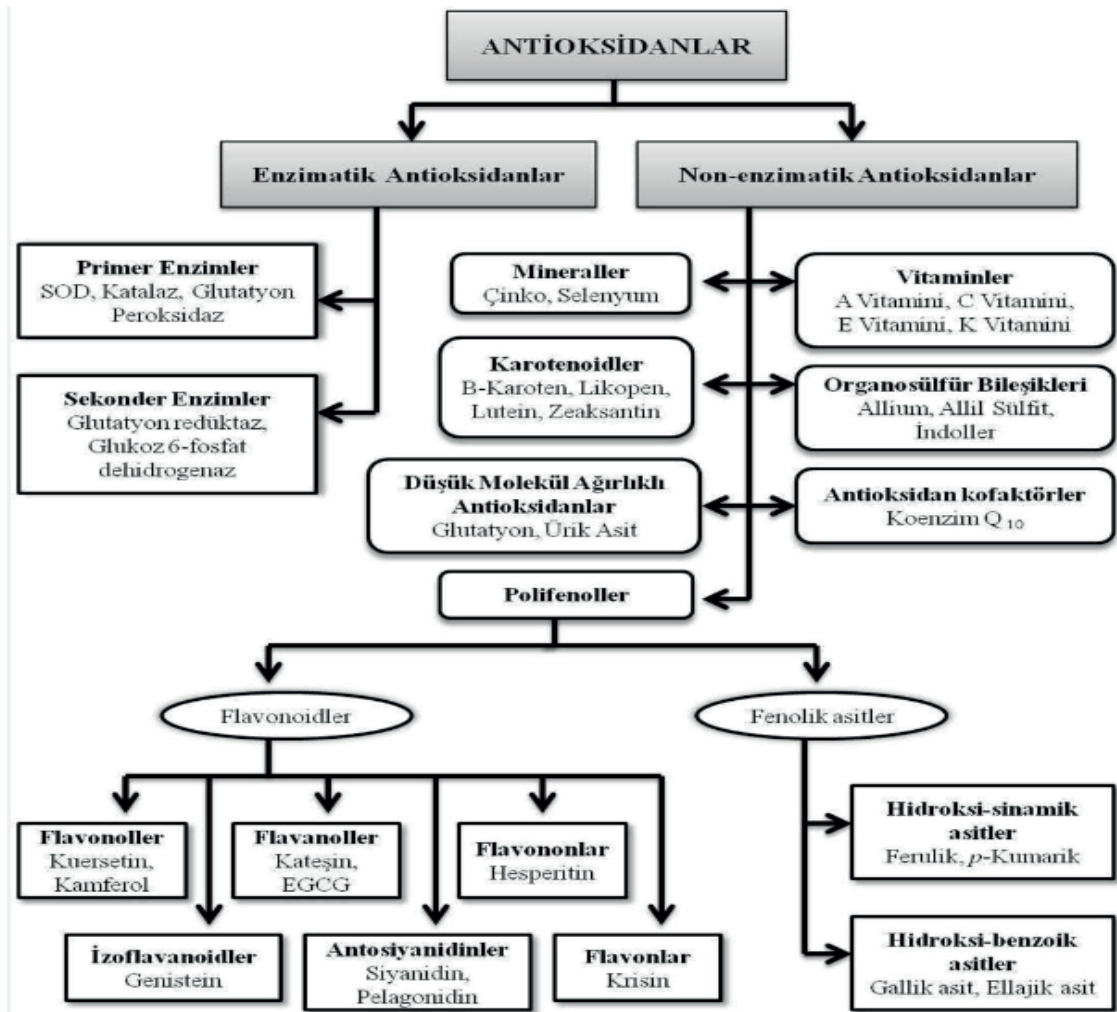 ANTİOKSİDANLAR
Enzimatik Antioksidanlar
Non-enzimatik Antioksidanlar
Primer Enzimler
SOD, Katalaz, Glutatyon
Peroksidaz
Mineraller
Çinko, Selenyum
Vitaminler
A Vitamini, C Vitamini,
E Vitamini, K Vitamini
Sekonder Enzimler
Glutatyon redüktaz,
Glukoz 6-fosfat
dehidrogenaz
Karotenoidler
B-Karoten, Likopen,
Lutein, Zeaksantin
Organosülfür Bileşikleri
Allium, Allil Sülfit,
İndoller
Düşük Molekül Ağırlıklı
Antioksidanlar
Glutatyon, Ürik Asit
Antioksidan kofaktörler
Koenzim Q 10
Polifenoller
Flavonoidler
Fenolik asitler
Flavonoller
Kuersetin,
Kamferol
Flavanoller
Kateşin,
EGCG
Flavononlar
Hesperitin
Hidroksi-sinamik
asitler
Ferulik, p-Kumarik
İzoflavanoidler
Genistein
Antosiyanidinler
Siyanidin,
Pelagonidin
Flavonlar
Krisin
Hidroksi-benzoik
asitler
Gallik asit, Ellajik asit